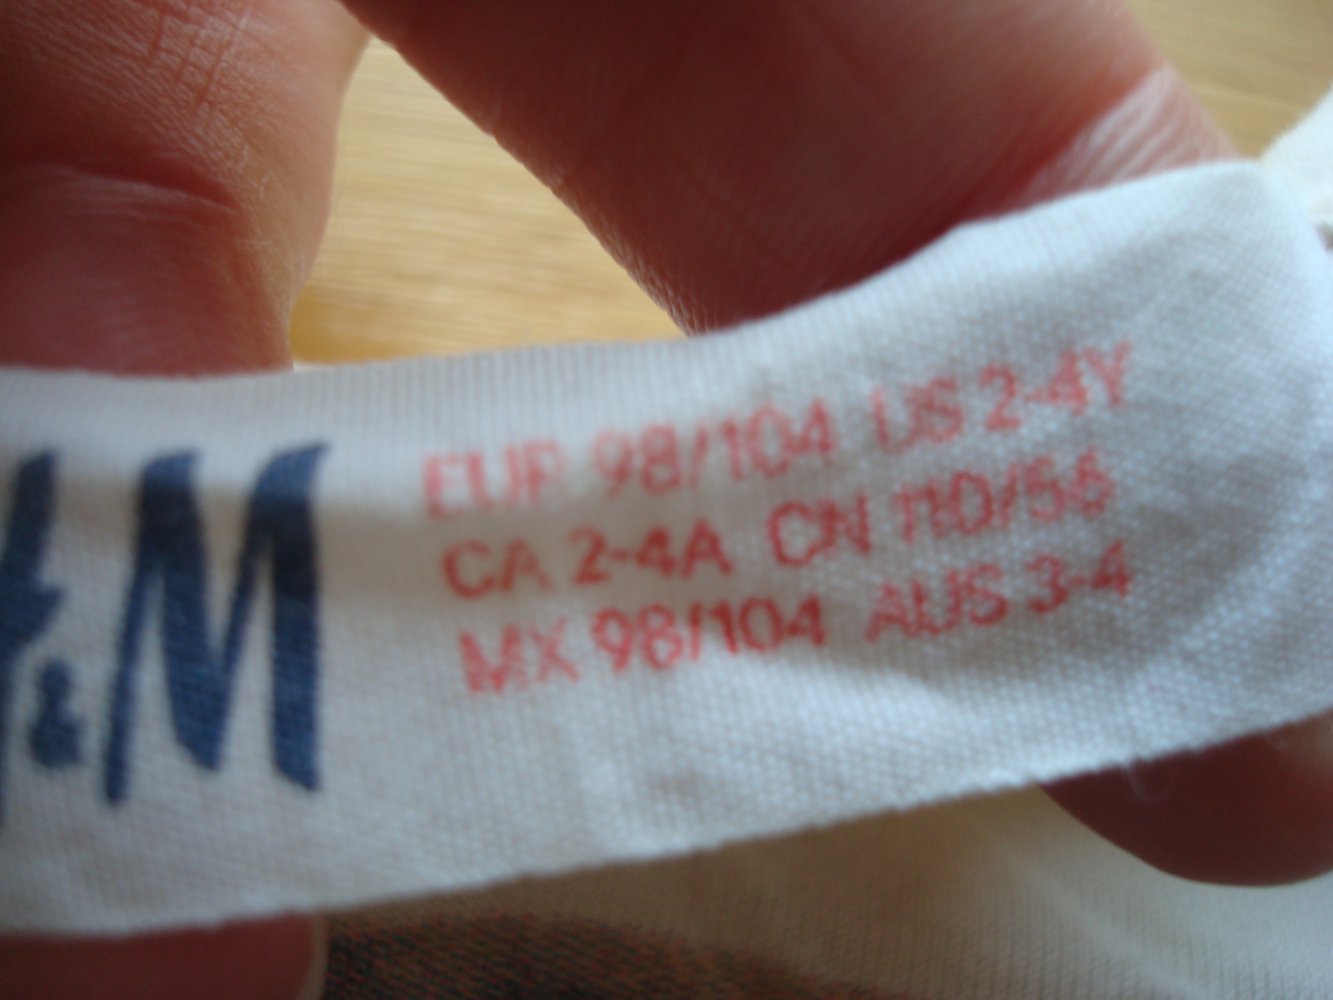 &M
EUR 98/104 US 2-4Y
CA 2-4A CN 110/56
MX 98/104 AUS 3-4